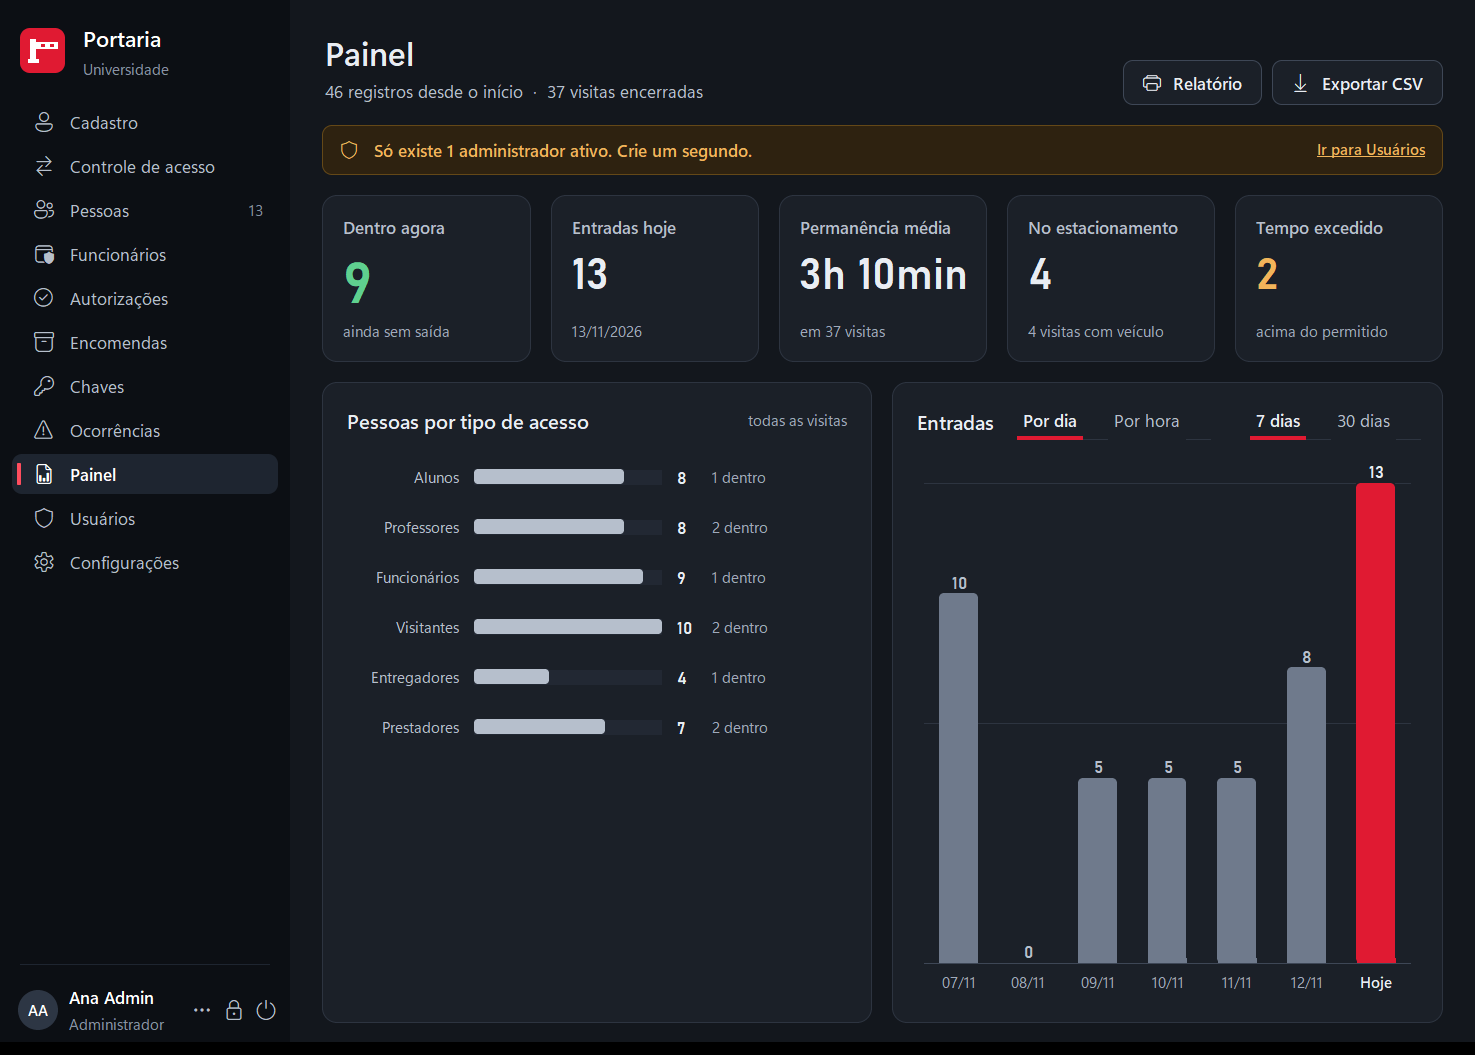 Portaria
Universidade
Cadastro
Controle de acesso
Pessoas 13
Funcionários
Autorizações
Encomendas
Chaves
Ocorrências
Painel
Usuários
Configurações
AA
Ana Admin
Administrador
Painel
46 registros desde o início · 37 visitas encerradas
Relatório
Exportar CSV
Só existe 1 administrador ativo. Crie um segundo.
Ir para Usuários
Dentro agora
9
ainda sem saída
Entradas hoje
13
13/11/2026
Permanência média
3h 10min
em 37 visitas
No estacionamento
4
4 visitas com veículo
Tempo excedido
2
acima do permitido
Pessoas por tipo de acesso
todas as visitas
Alunos 8 1 dentro
Professores 8 2 dentro
Funcionários 9 1 dentro
Visitantes 10 2 dentro
Entregadores 4 1 dentro
Prestadores 7 2 dentro
Entradas
Por dia Por hora
7 dias 30 dias
10 0 5 5 5 8 13
07/11 08/11 09/11 10/11 11/11 12/11 Hoje